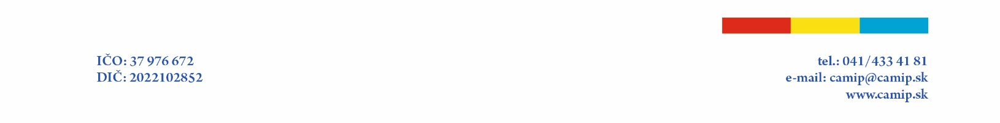 IČO: 37 976 672
DIČ: 2022102852
tel.: 041/433 41 81
e-mail: camip@camip.sk
www.camip.sk